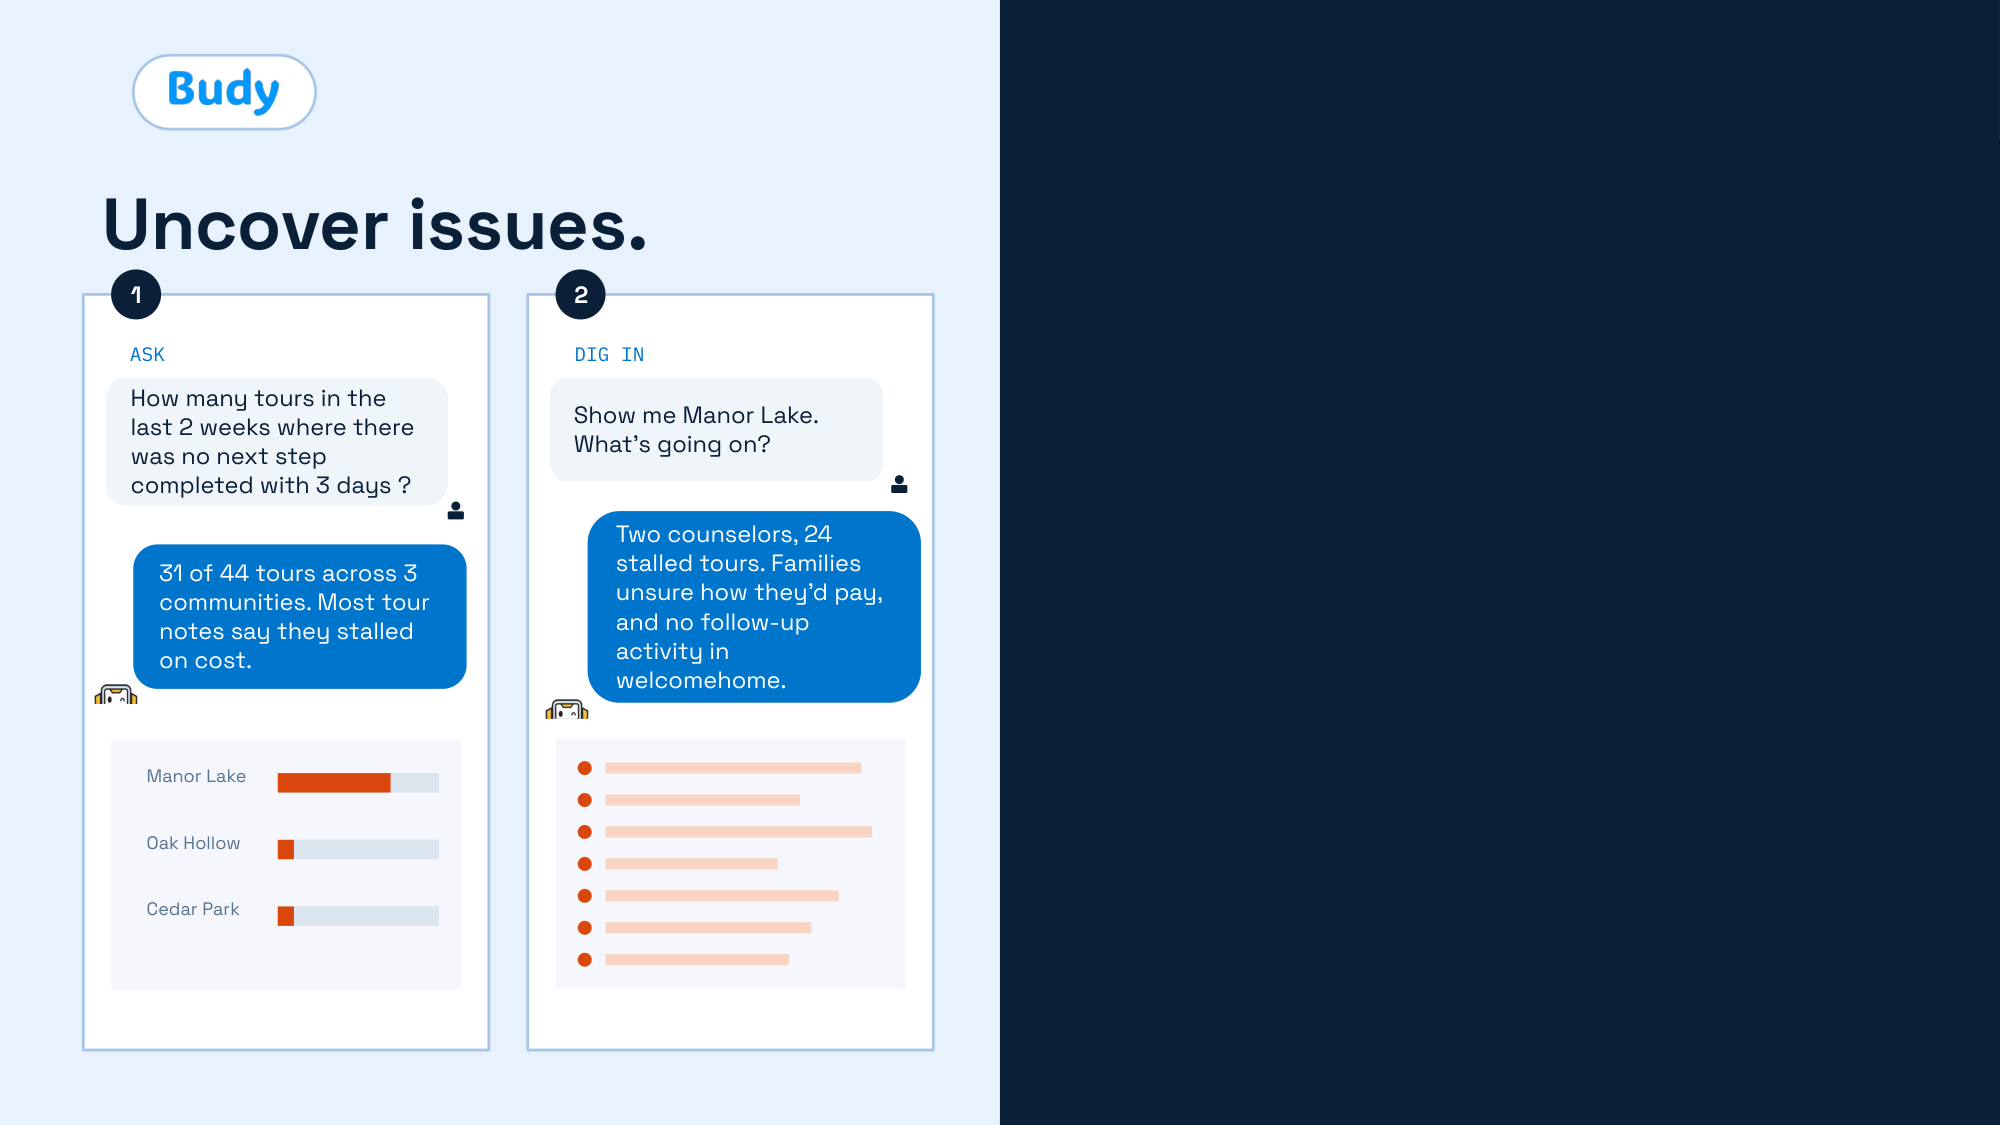 Budy
Uncover issues.
1
ASK
How many tours in the
last 2 weeks where there
was no next step
completed with 3 days ?
31 of 44 tours across 3
communities. Most tour
notes say they stalled
on cost.
Manor Lake
Oak Hollow
Cedar Park
2
DIG IN
Show me Manor Lake.
What's going on?
Two counselors, 24
stalled tours. Families
unsure how they'd pay,
and no follow-up
activity in
welcomehome.